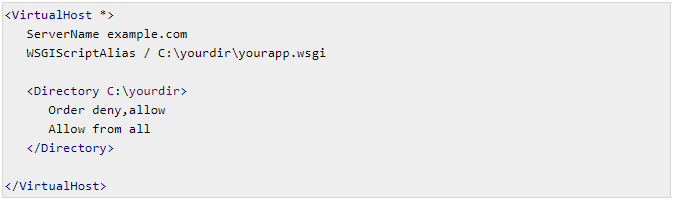 <VirtualHost *>
ServerName example.com
WSGIScriptAlias / C:\yourdir\yourapp.wsgi
<Directory C:\yourdir>
Order deny,allow
Allow from all
</Directory>
</VirtualHost>